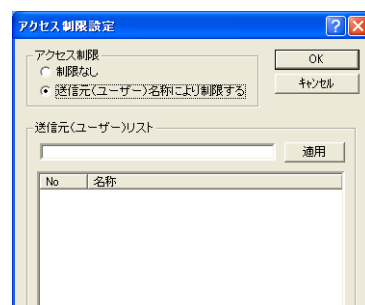 アクセス制限設定
アクセス制限
制限なし
送信元(ユーザー)名称により制限する
OK
キャンセル
送信元(ユーザー)リスト
適用
No 名称